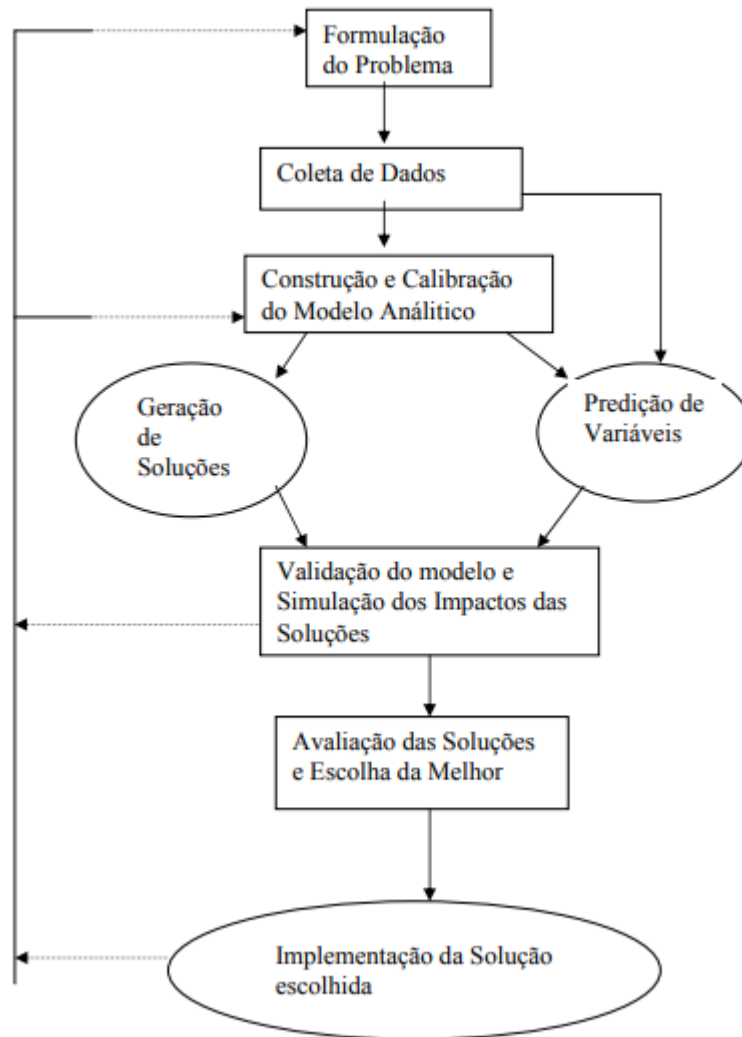 Formulação
do Problema
Coleta de Dados
Construção e Calibração
do Modelo Análitico
Geração
de
Soluções
Predição de
Variáveis
Validação do modelo e
Simulação dos Impactos das
Soluções
Avaliação das Soluções
e Escolha da Melhor
Implementação da Solução
escolhida